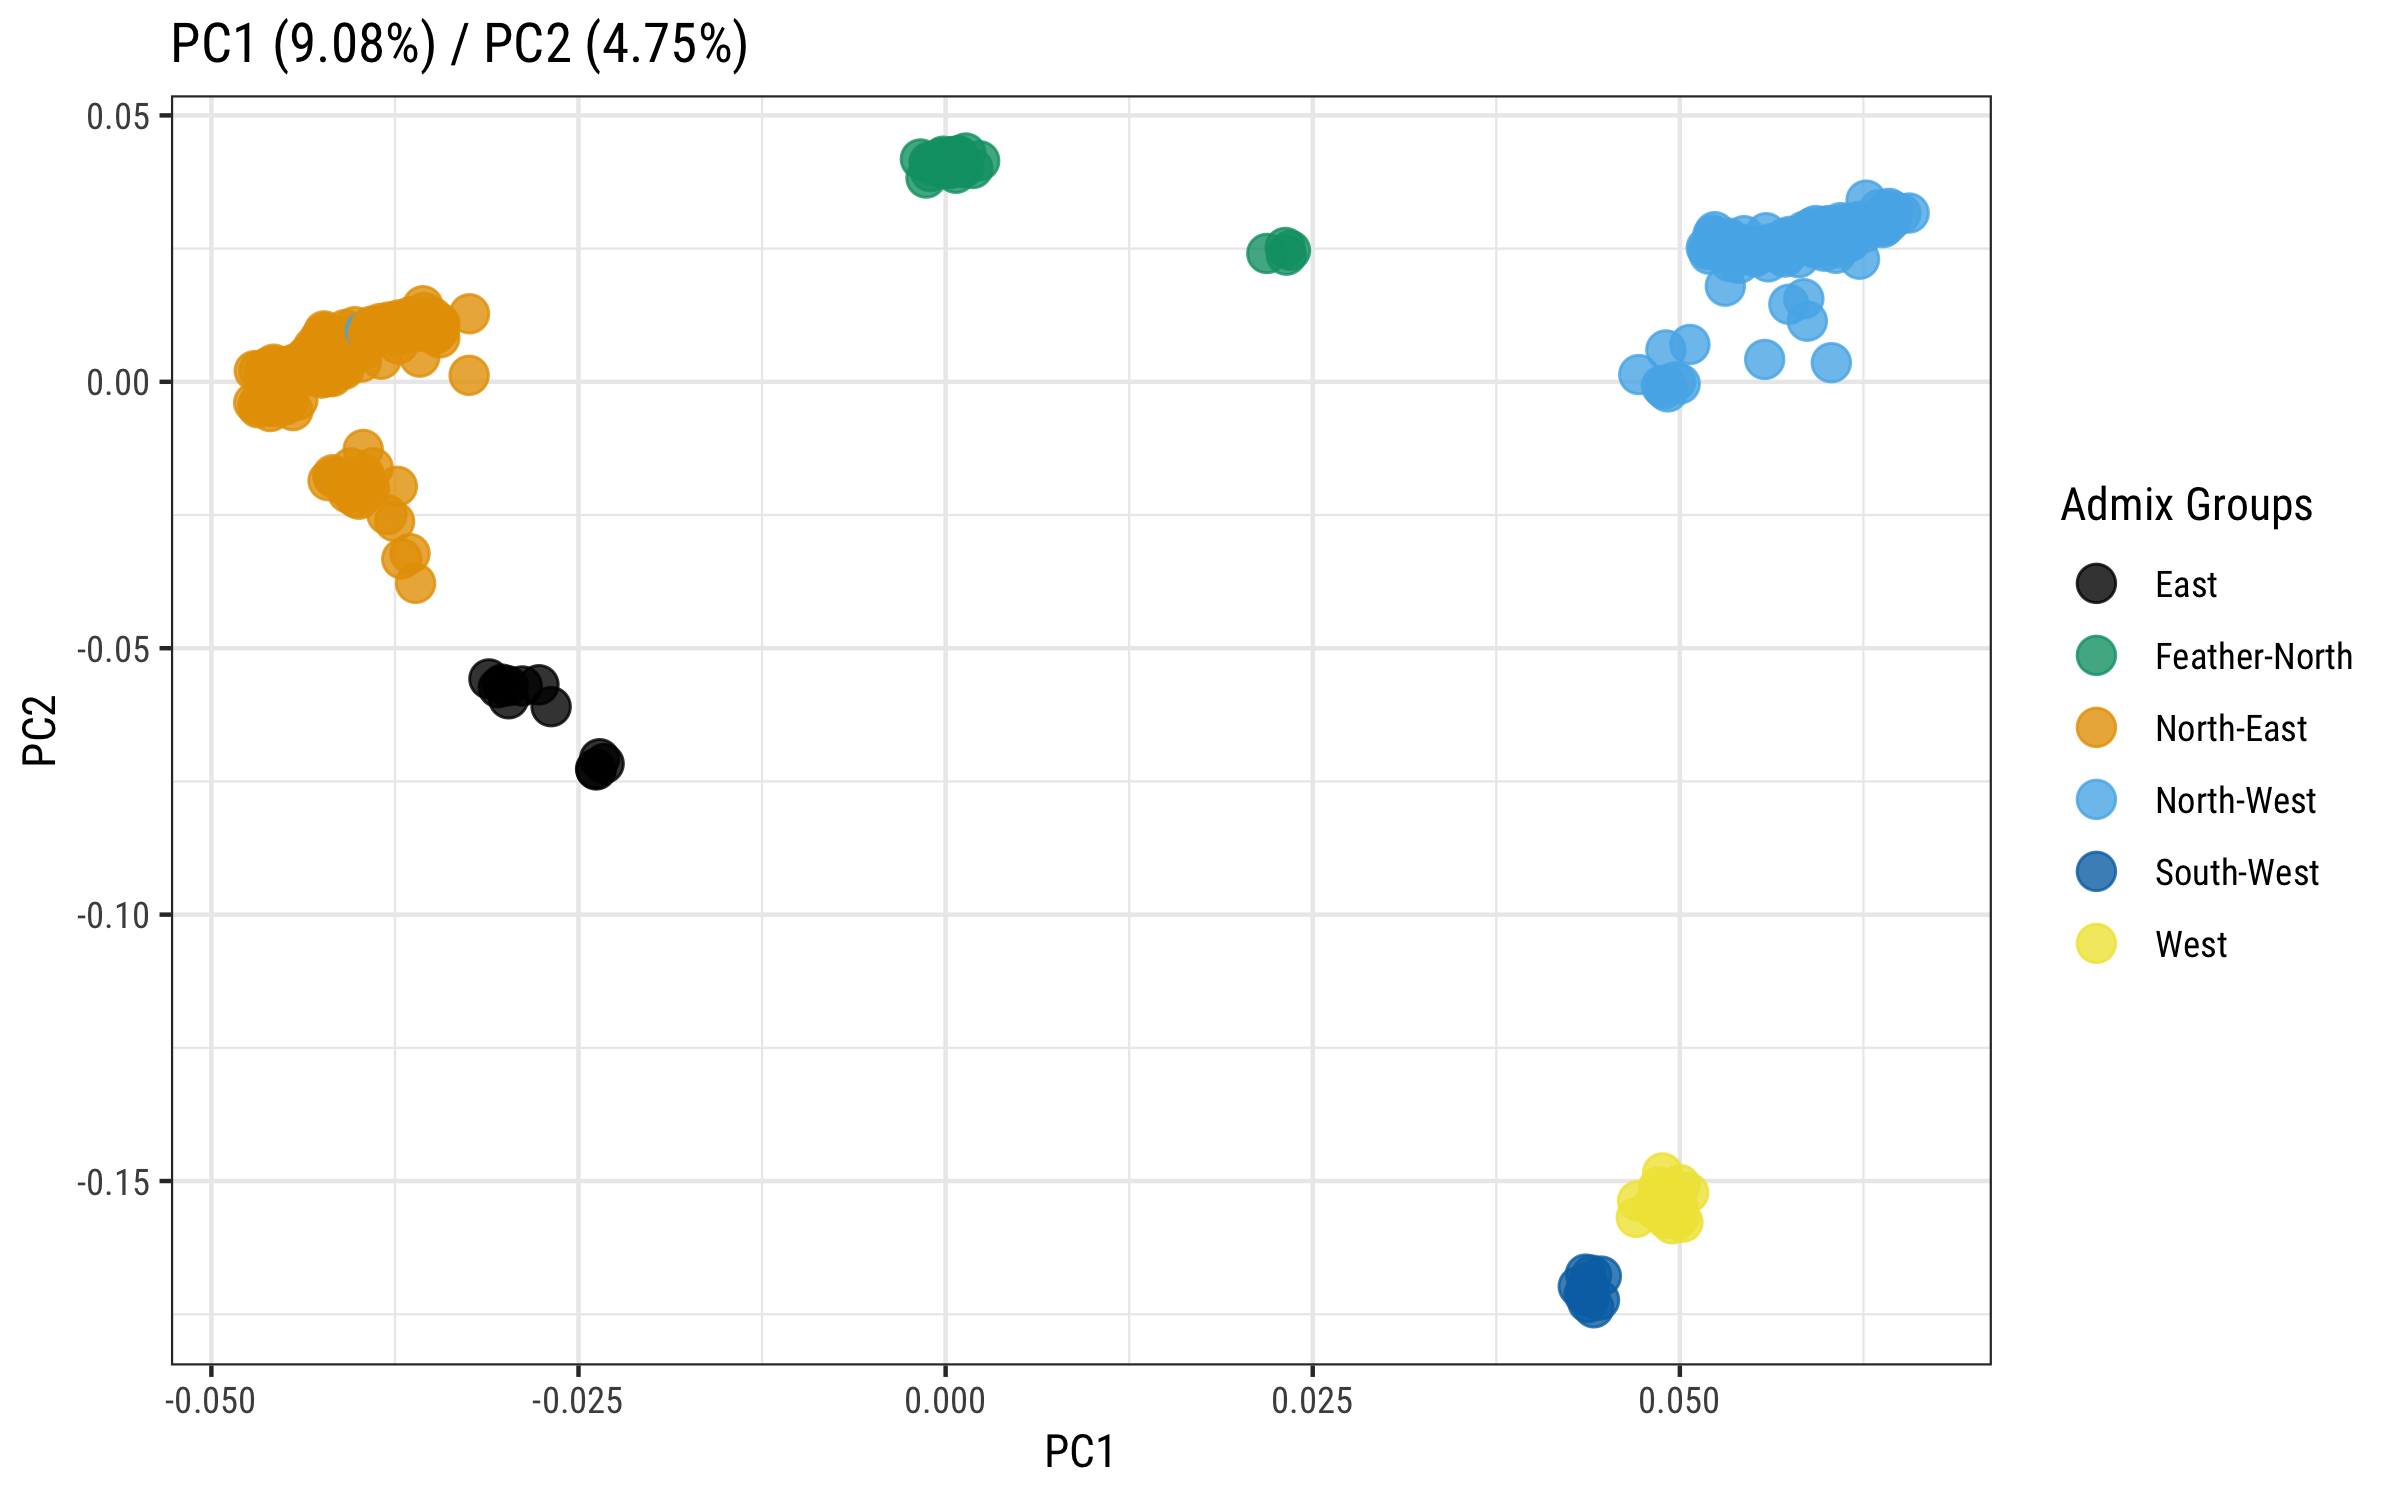 PC1 (9.08%) / PC2 (4.75%)
0.05
0.00
-0.05
-0.10
-0.15
PC2
-0.050
-0.025
0.000
0.025
0.050
PC1
Admix Groups
East
Feather-North
North-East
North-West
South-West
West